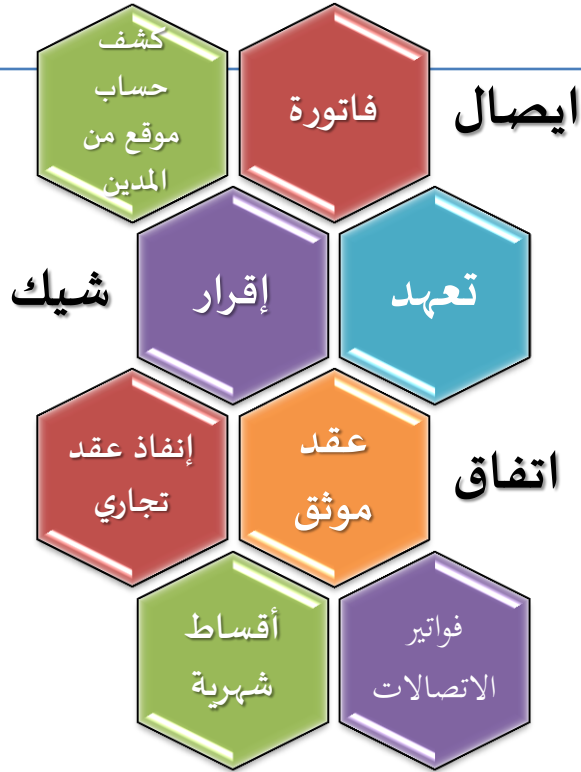 ايصال
فاتورة
كشف
حساب
موقع من
المدين
تعهد
إقرار
شيك
اتفاق
عقد
موثق
إنفاذ عقد
تجاري
فواتير
الاتصالات
أقساط
شهرية